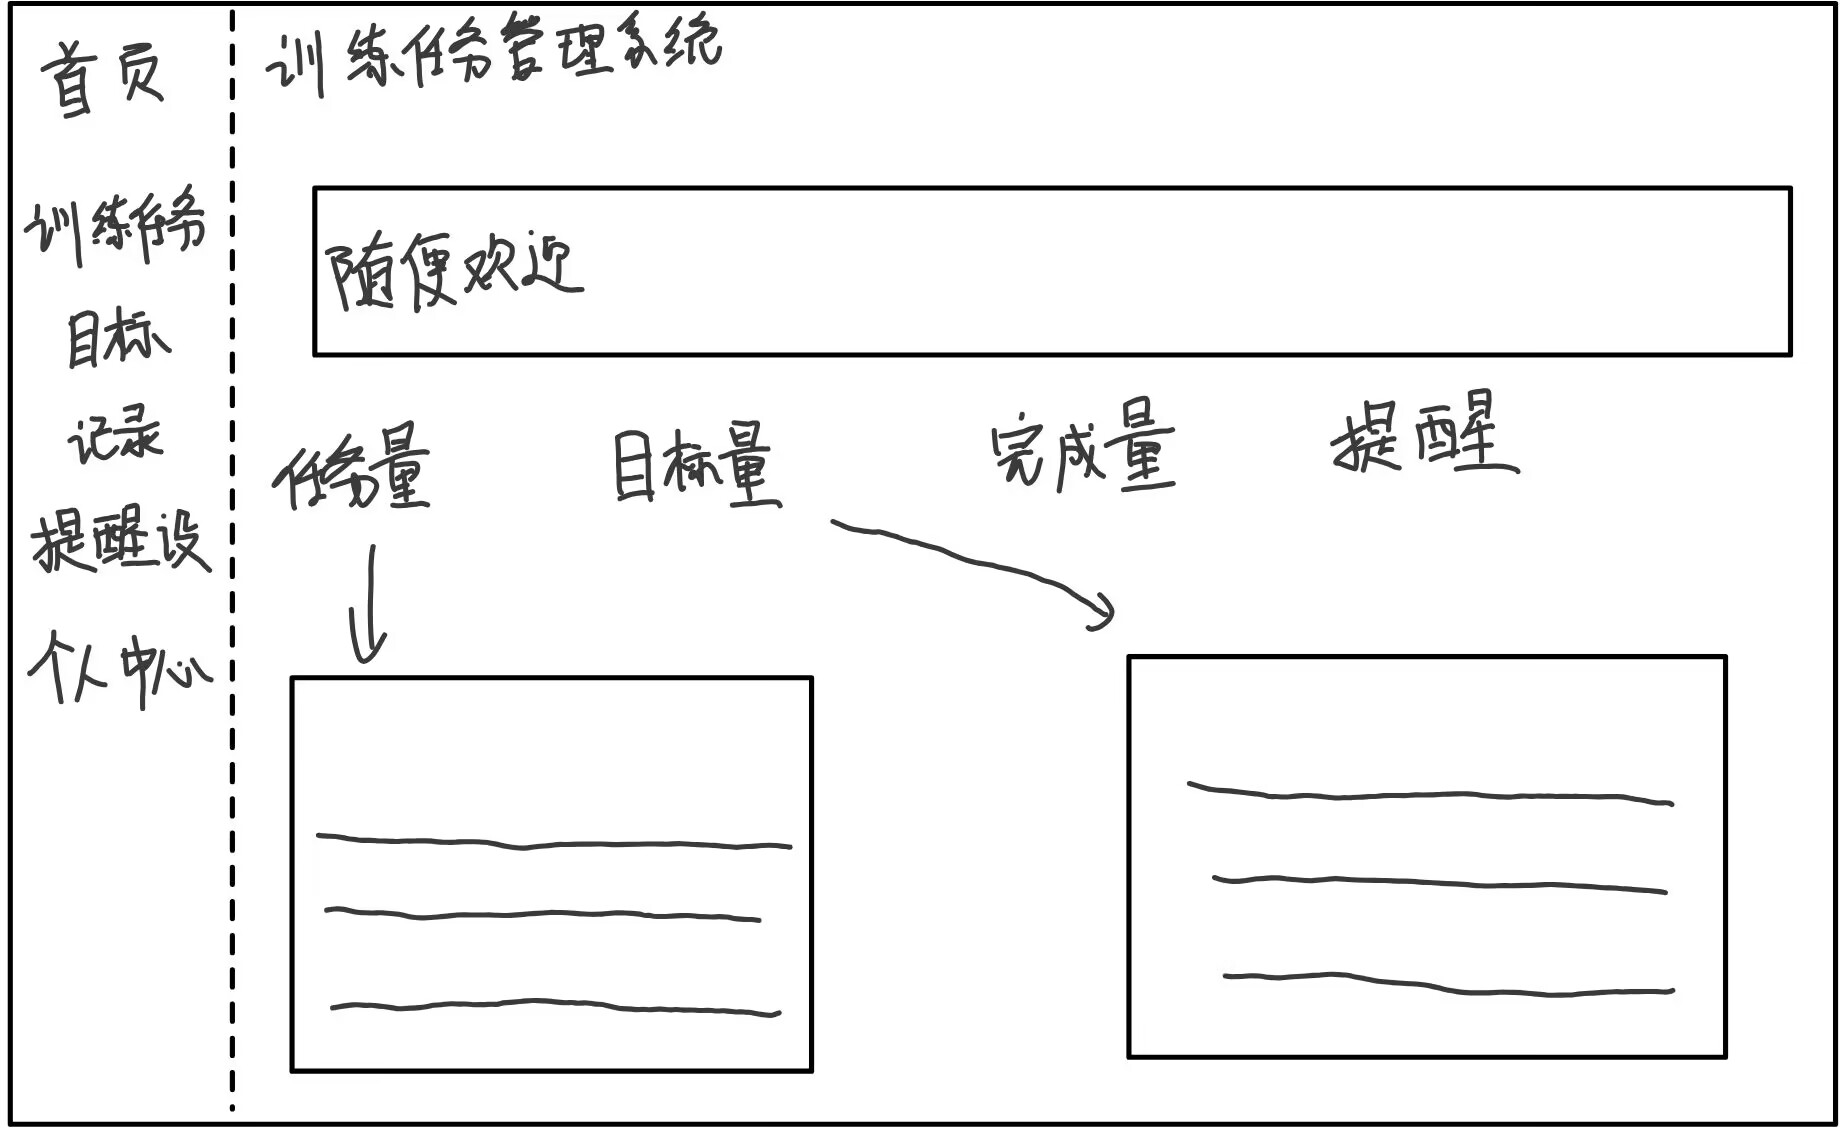 首页
训练任务
目标
记录
提醒设
个人中心
训练任务管理系统
随便欢迎
任务量
目标量
完成量
提醒